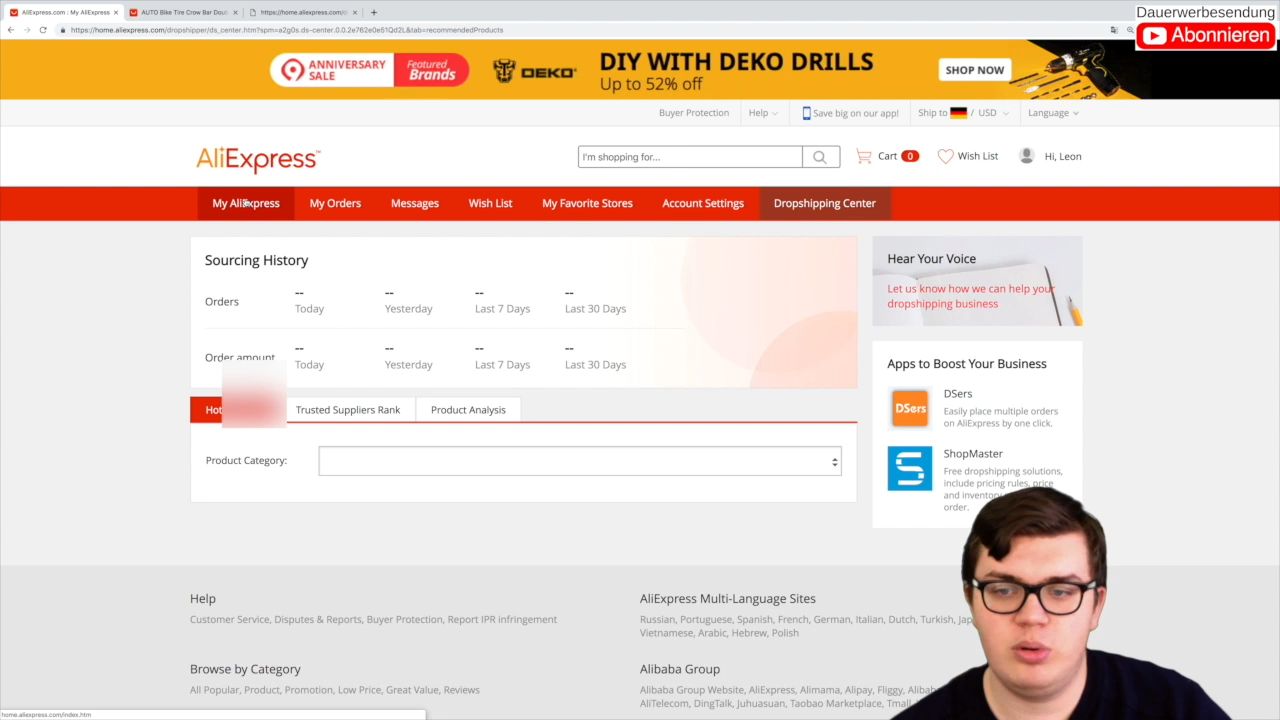 AliExpress.com : My AliExpress
AUTO Bike Tire Crow Bar Dou
https://home.aliexpress.com/
Dauerwerbesendung
Abonnieren
https://home.aliexpress.com/dropshipper/ds_center.htm?spm=a2g0s.ds-center.0.0.2e762e0e51Qd2L&tab=recommendedProducts
ANNIVERSARY SALE
Featured Brands
DEKO
DIY WITH DEKO DRILLS
Up to 52% off
SHOP NOW
Buyer Protection
Help
Save big on our app!
Ship to / USD
Language
AliExpress™
I'm shopping for...
Cart 0
Wish List
Hi, Leon
My AliExpress
My Orders
Messages
Wish List
My Favorite Stores
Account Settings
Dropshipping Center
Sourcing History
Orders
-- -- -- --
Today Yesterday Last 7 Days Last 30 Days
Order amount
-- -- -- --
Today Yesterday Last 7 Days Last 30 Days
Hot
Trusted Suppliers Rank
Product Analysis
Product Category:
Hear Your Voice
Let us know how we can help your
dropshipping business
Apps to Boost Your Business
DSers
DSers
Easily place multiple orders
on AliExpress by one click.
S
ShopMaster
Free dropshipping solutions,
include pricing rules, price
and inventory
order.
Help
Customer Service, Disputes & Reports, Buyer Protection, Report IPR infringement
AliExpress Multi-Language Sites
Russian, Portuguese, Spanish, French, German, Italian, Dutch, Turkish, Jap
Vietnamese, Arabic, Hebrew, Polish
Browse by Category
All Popular, Product, Promotion, Low Price, Great Value, Reviews
Alibaba Group
Alibaba Group Website, AliExpress, Alimama, Alipay, Fliggy, Alibab
AliTelecom, DingTalk, Juhuasuan, Taobao Marketplace, Tmall,
home.aliexpress.com/index.htm